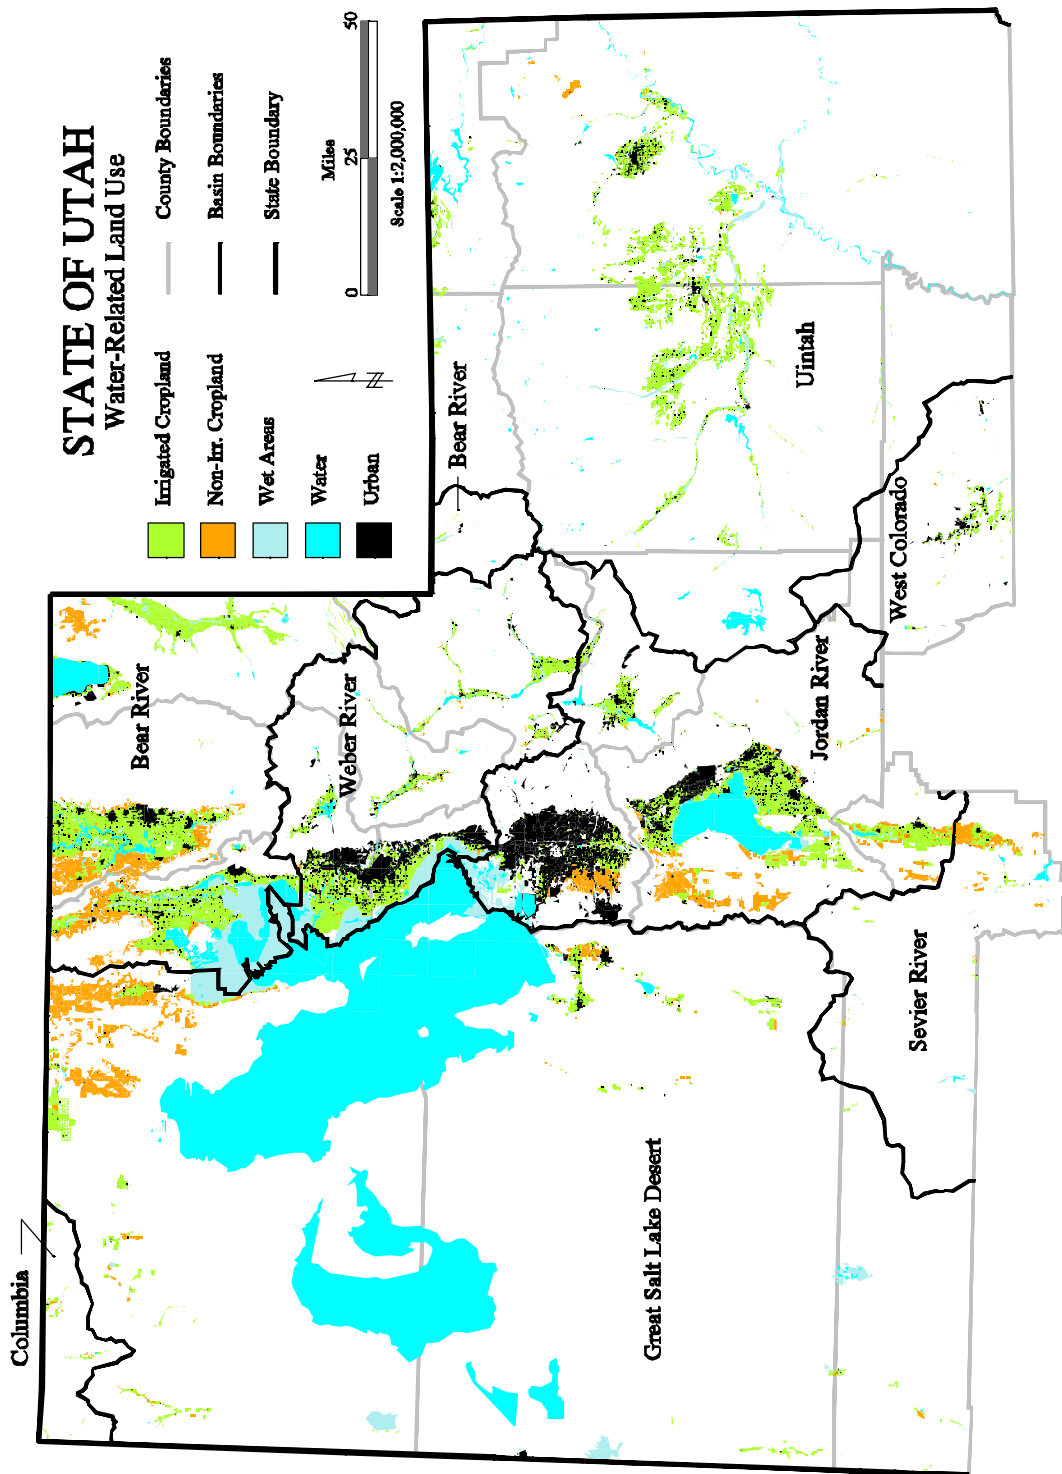 STATE OF UTAH
Water-Related Land Use
Irrigated Cropland
Non-Irr. Cropland
Wet Areas
Water
Urban
County Boundaries
Basin Boundaries
State Boundary
Miles
0 25 50
Scale 1:2,000,000
Columbia
Bear River
Bear River
Weber River
Uintah
West Colorado
Jordan River
Sevier River
Great Salt Lake Desert